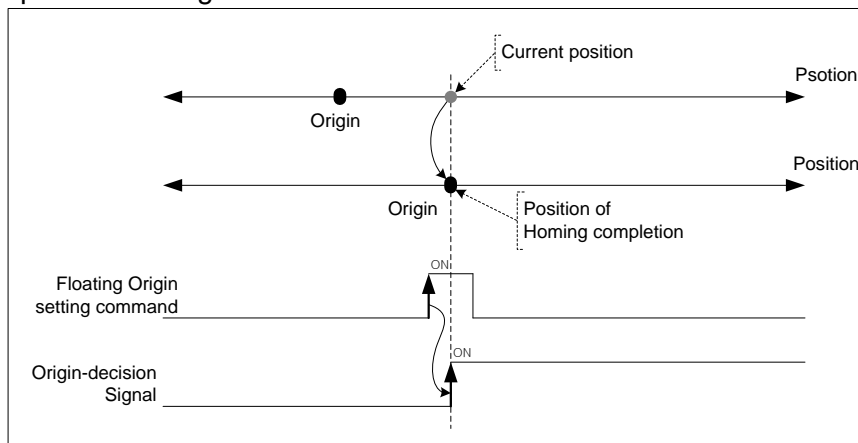 Current position
Psotion
Origin
Position
Origin
Position of
Homing completion
ON
Floating Origin
setting command
ON
Origin-decision
Signal